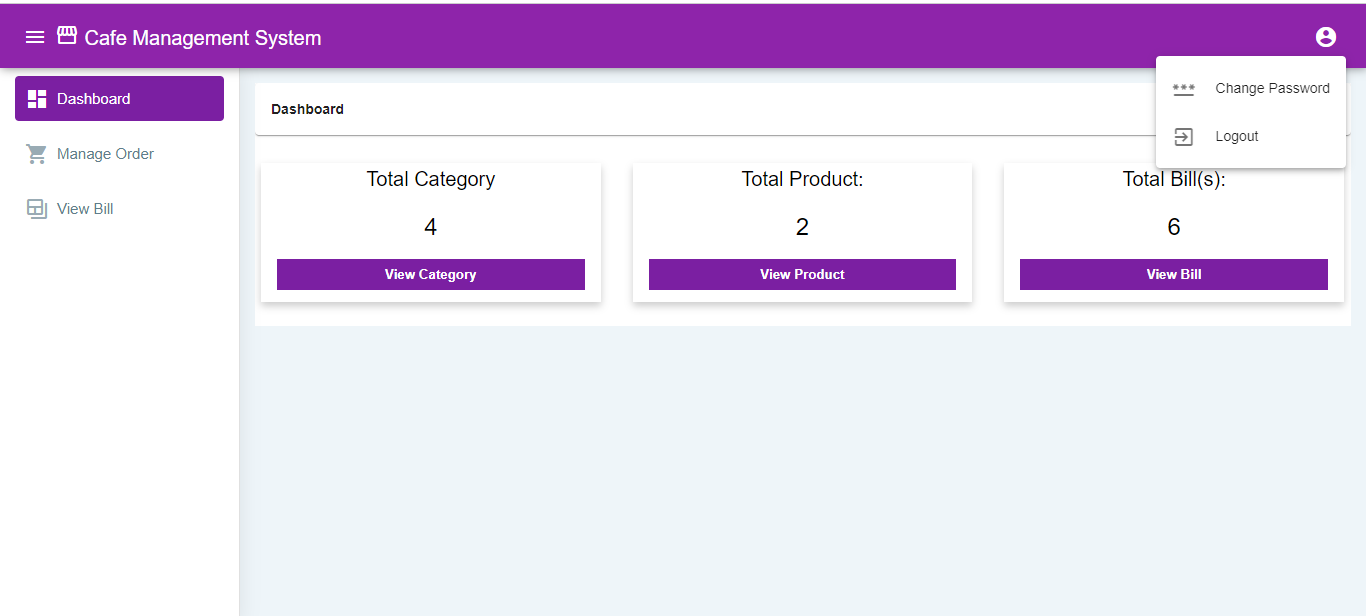 Cafe Management System
Change Password
Logout
Dashboard
Manage Order
View Bill
Dashboard
Total Category
4
View Category
Total Product:
2
View Product
Total Bill(s):
6
View Bill